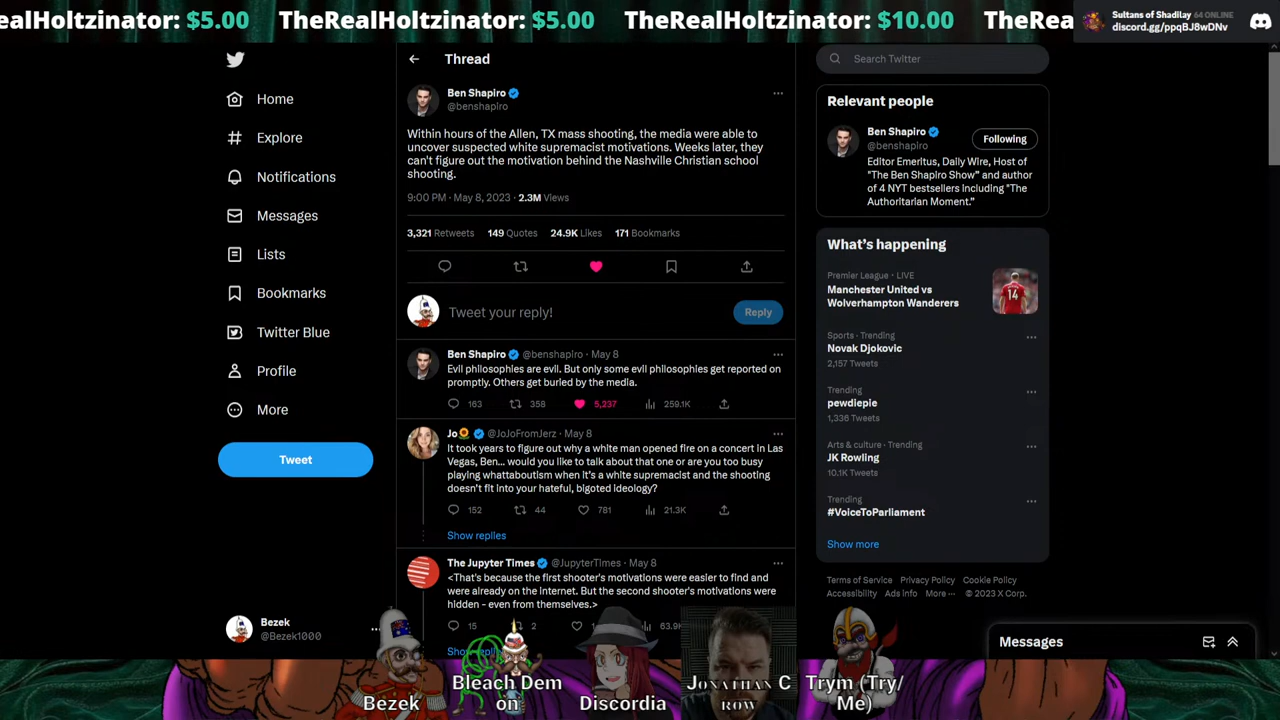 ealHoltzinator: $5.00 TheRealHoltzinator: $5.00 TheRealHoltzinator: $10.00 TheRea
Sultans of Shadilay 64 ONLINE
discord.gg/ppqBJ8wDNv
Home
Explore
Notifications
Messages
Lists
Bookmarks
Twitter Blue
Profile
More
Tweet
Bezek
@Bezek1000
Thread
Ben Shapiro
@benshapiro
Within hours of the Allen, TX mass shooting, the media were able to
uncover suspected white supremacist motivations. Weeks later, they
can't figure out the motivation behind the Nashville Christian school
shooting.
9:00 PM · May 8, 2023 · 2.3M Views
3,321 Retweets 149 Quotes 24.9K Likes 171 Bookmarks
Tweet your reply!
Reply
Ben Shapiro @benshapiro · May 8
Evil philosophies are evil. But only some evil philosophies get reported on
promptly. Others get buried by the media.
163 358 5,237 259.1K
Jo @JoJoFromJerz · May 8
It took years to figure out why a white man opened fire on a concert in Las
Vegas, Ben... would you like to talk about that one or are you too busy
playing whattaboutism when it's a white supremacist and the shooting
doesn't fit into your hateful, bigoted ideology?
152 44 781 21.3K
Show replies
The Jupyter Times @JupyterTimes · May 8
<That's because the first shooter's motivations were easier to find and
were already on the internet. But the second shooter's motivations were
hidden - even from themselves.>
15 2 1 63.9
Show repl
Search Twitter
Relevant people
Ben Shapiro
@benshapiro
Following
Editor Emeritus, Daily Wire, Host of
"The Ben Shapiro Show" and author
of 4 NYT bestsellers including "The
Authoritarian Moment."
What's happening
Premier League · LIVE
Manchester United vs
Wolverhampton Wanderers
14
Sports · Trending
Novak Djokovic
2,157 Tweets
Trending
pewdiepie
1,336 Tweets
Arts & culture · Trending
JK Rowling
10.1K Tweets
Trending
#VoiceToParliament
Show more
Terms of Service Privacy Policy Cookie Policy
Accessibility Ads info More ··· © 2023 X Corp.
Messages
Bezek
Bleach Dem
on
Discordia
Jonathan C
row
Trym (Try/
Me)